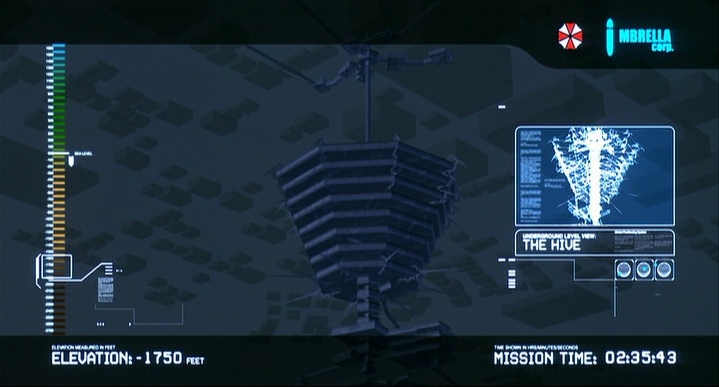 MBRELLA
corp.
SEA LEVEL
UNDERGROUND LEVEL VIEW:
THE HIVE
ELEVATION MEASURED IN FEET
ELEVATION: -1750 FEET
TIME SHOWN IN HRS/MINUTES/SECONDS
MISSION TIME: 02:35:43